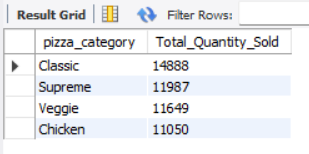 Result Grid Filter Rows:
pizza_category Total_Quantity_Sold
Classic 14888
Supreme 11987
Veggie 11649
Chicken 11050